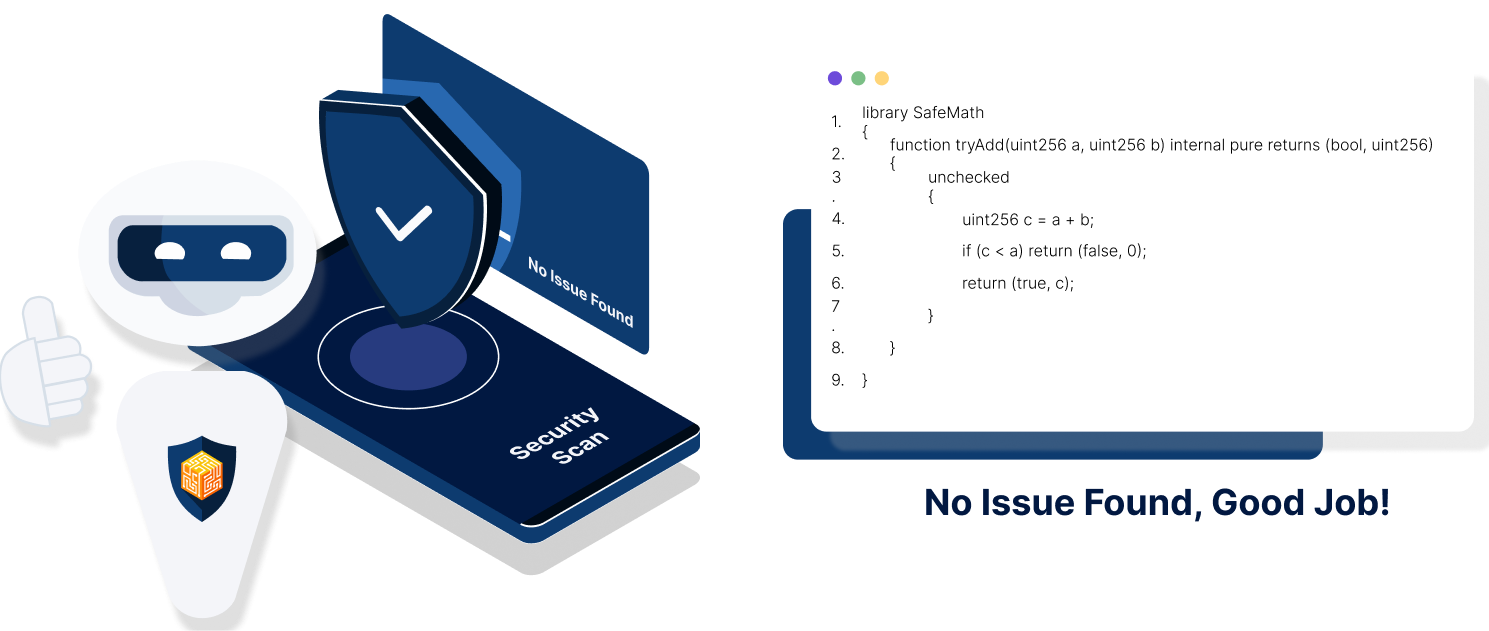 No Issue Found
Security
Scan
1. library SafeMath
{
2. function tryAdd(uint256 a, uint256 b) internal pure returns (bool, uint256)
{
3 unchecked
. {
4. uint256 c = a + b;
5. if (c < a) return (false, 0);
6. return (true, c);
7 }
.
8. }
9. }
No Issue Found, Good Job!